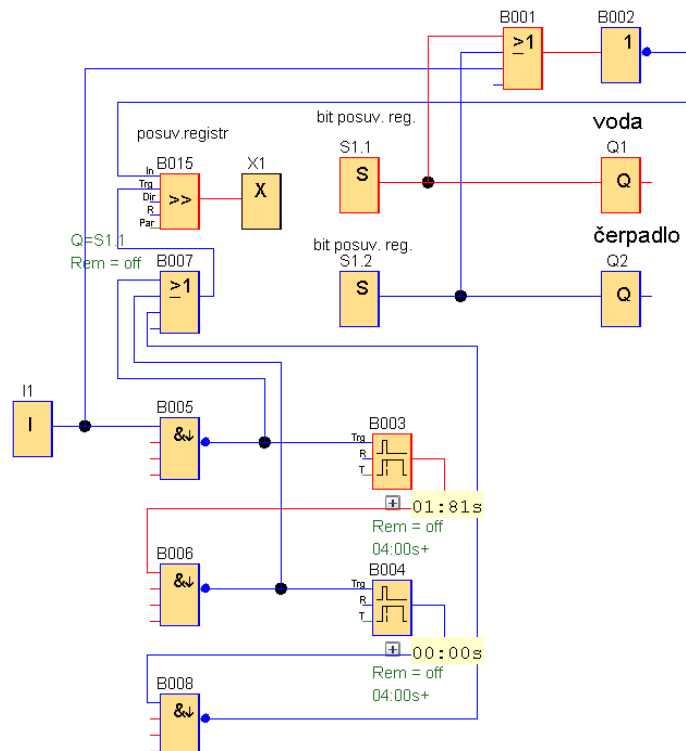 B001
B002
≥1
1
bit posuv. reg.
voda
posuv.registr
S1.1
Q1
B015
X1
In
Trg
Dir
R
Par
>>
X
S
Q
Q=S1.1
Rem = off
bit posuv. reg.
čerpadlo
B007
S1.2
Q2
≥1
S
Q
I1
I
B005
&↓
B003
Trg
R
T
01:81s
Rem = off
04:00s+
B006
&↓
B004
Trg
R
T
00:00s
Rem = off
04:00s+
B008
&↓